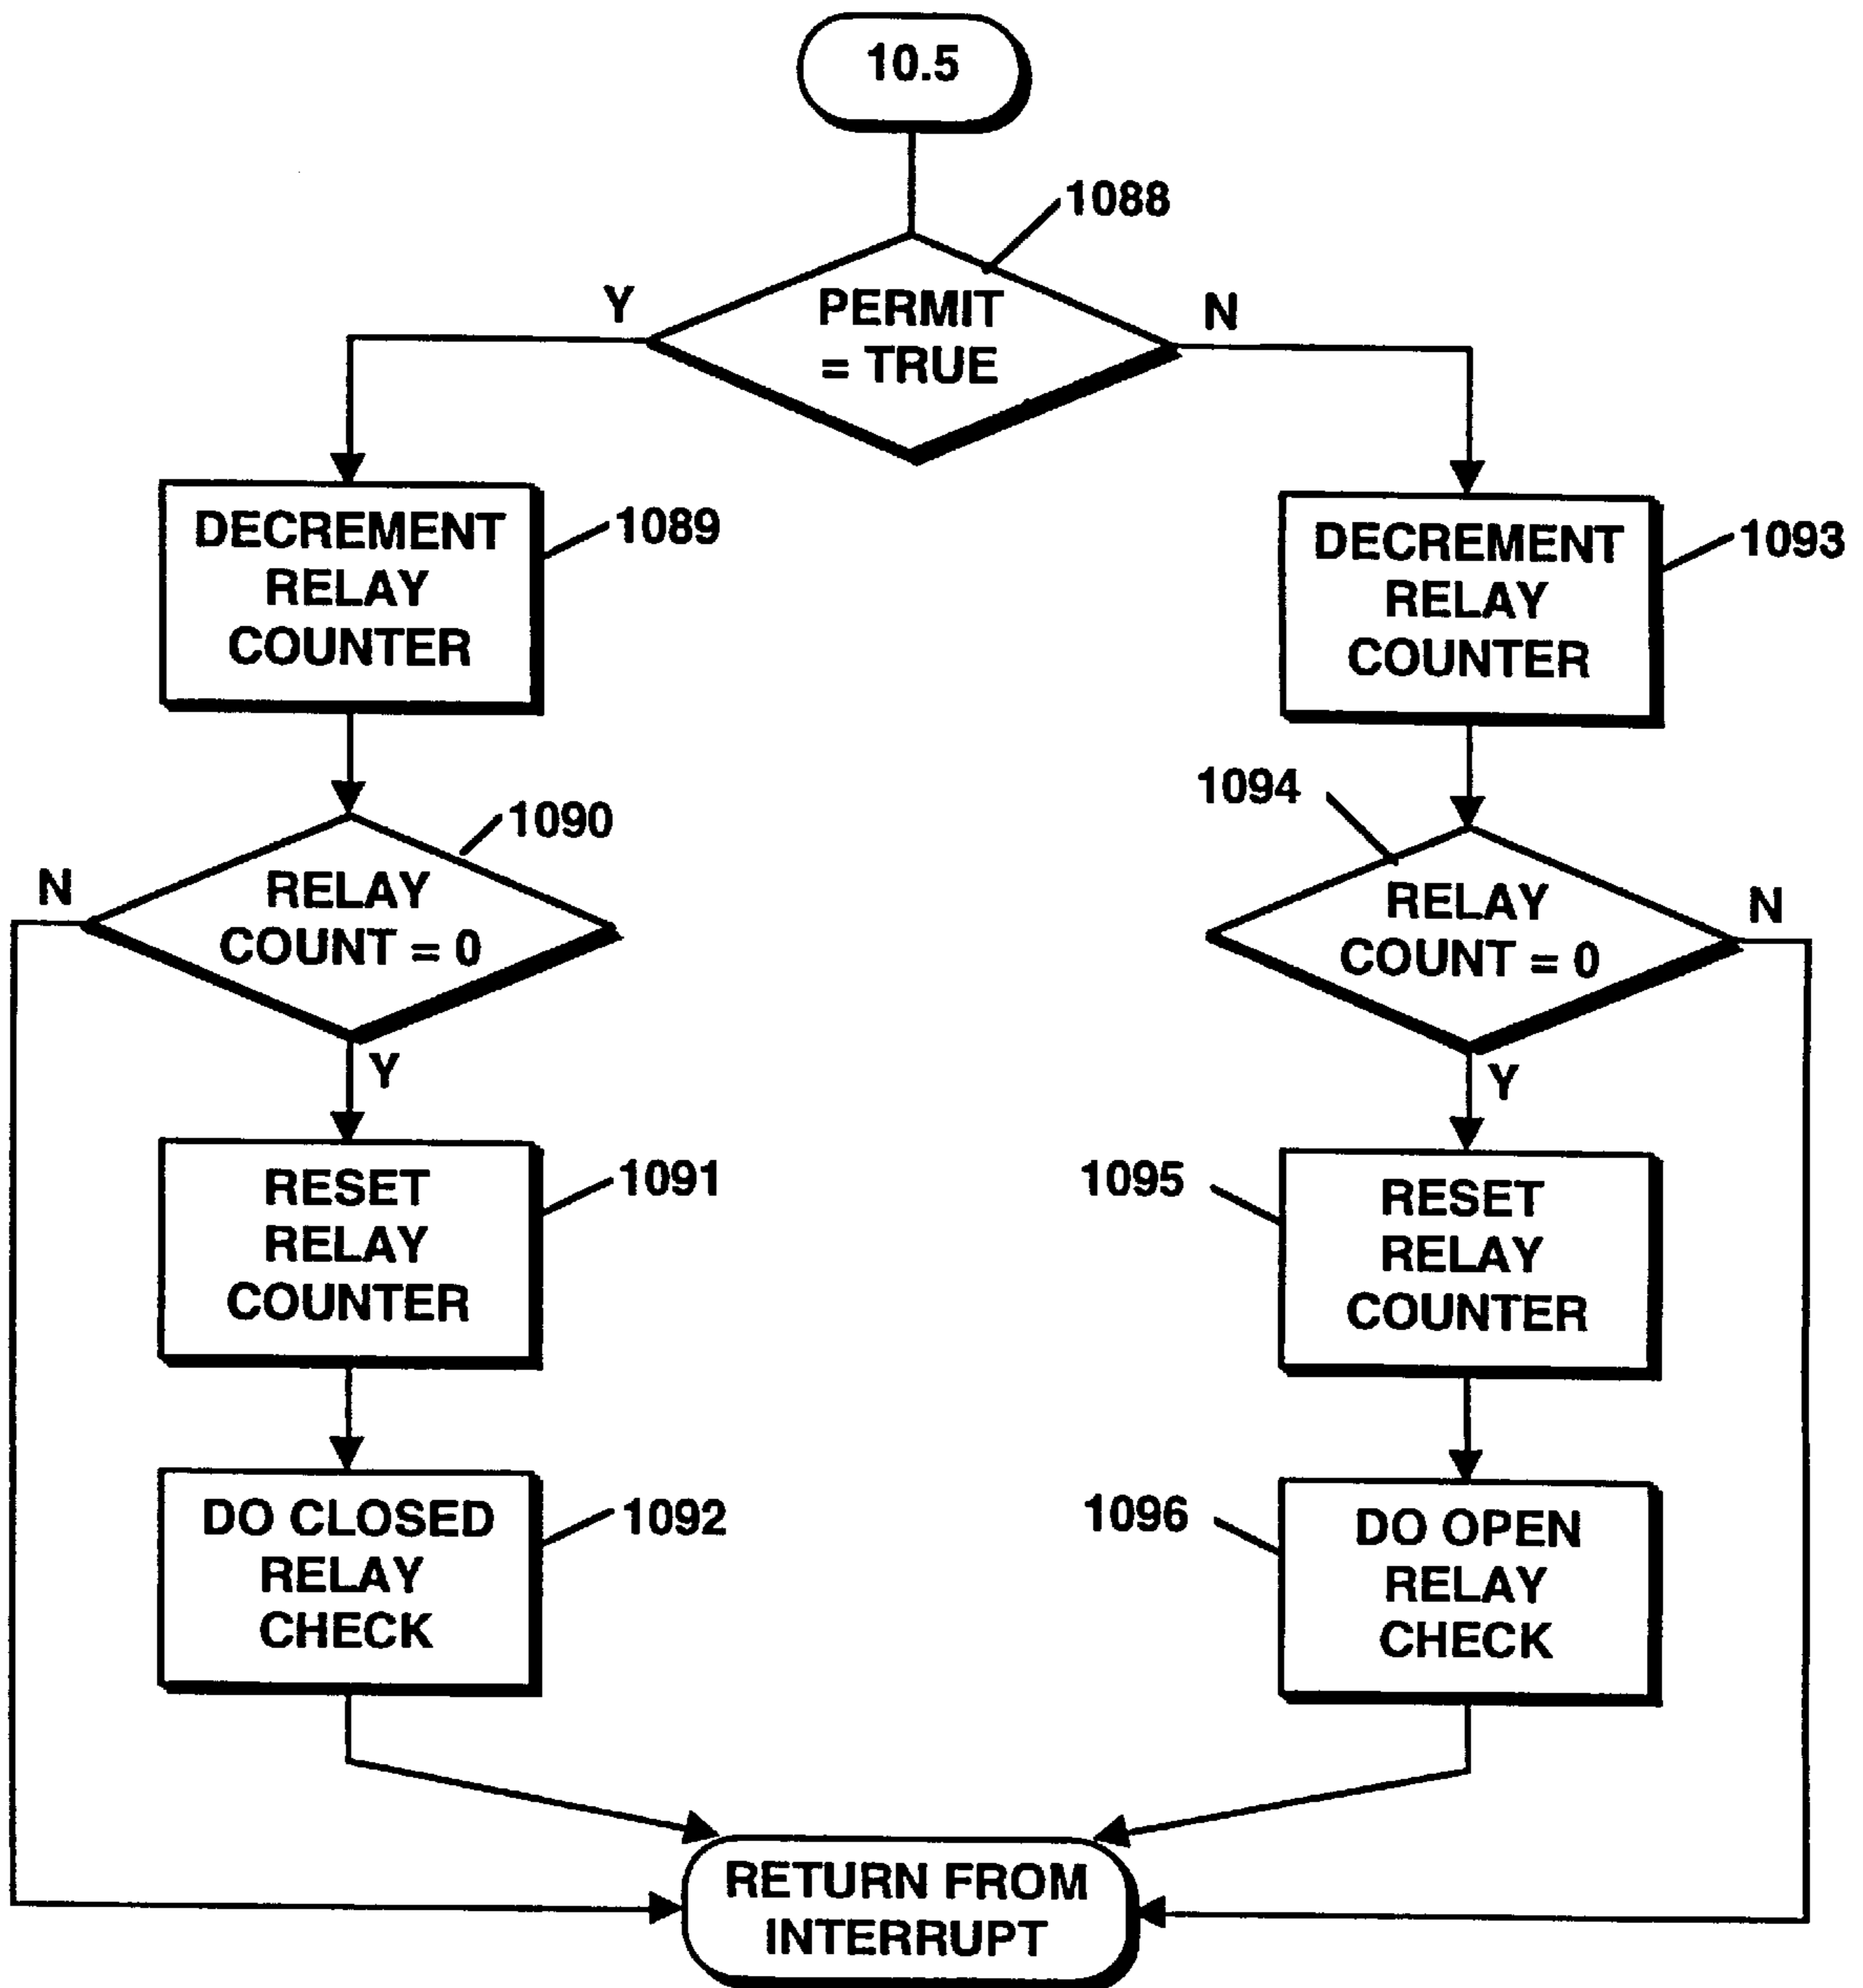 10.5
1088
Y
PERMIT
= TRUE
N
DECREMENT
RELAY
COUNTER
1089
DECREMENT
RELAY
COUNTER
1093
1090
N
RELAY
COUNT = 0
Y
1094
RELAY
COUNT = 0
N
Y
RESET
RELAY
COUNTER
1091
1095
RESET
RELAY
COUNTER
DO CLOSED
RELAY
CHECK
1092
1096
DO OPEN
RELAY
CHECK
RETURN FROM
INTERRUPT